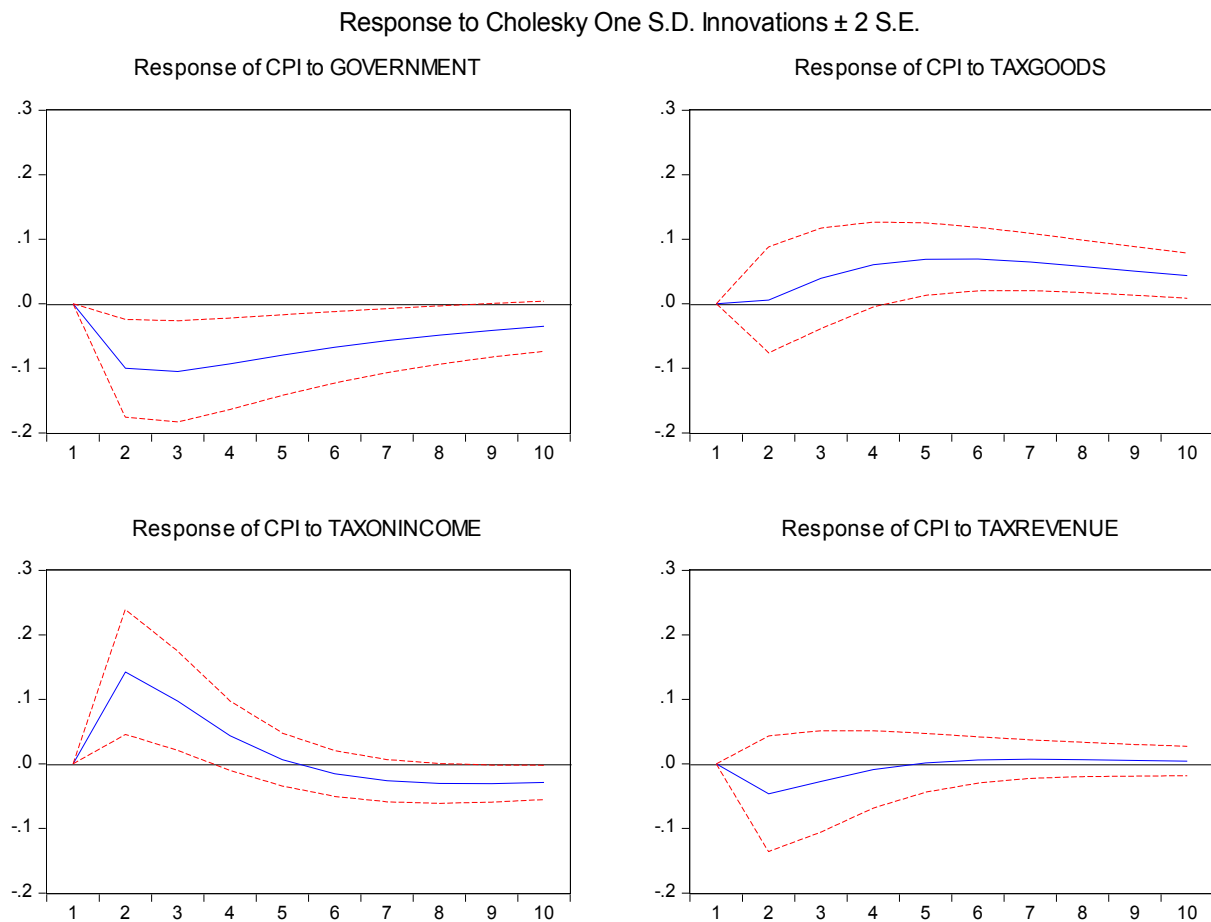 Response to Cholesky One S.D. Innovations ± 2 S.E.
Response of CPI to GOVERNMENT
.3
.2
.1
.0
-.1
-.2
1 2 3 4 5 6 7 8 9 10
Response of CPI to TAXGOODS
.3
.2
.1
.0
-.1
-.2
1 2 3 4 5 6 7 8 9 10
Response of CPI to TAXONINCOME
.3
.2
.1
.0
-.1
-.2
1 2 3 4 5 6 7 8 9 10
Response of CPI to TAXREVENUE
.3
.2
.1
.0
-.1
-.2
1 2 3 4 5 6 7 8 9 10